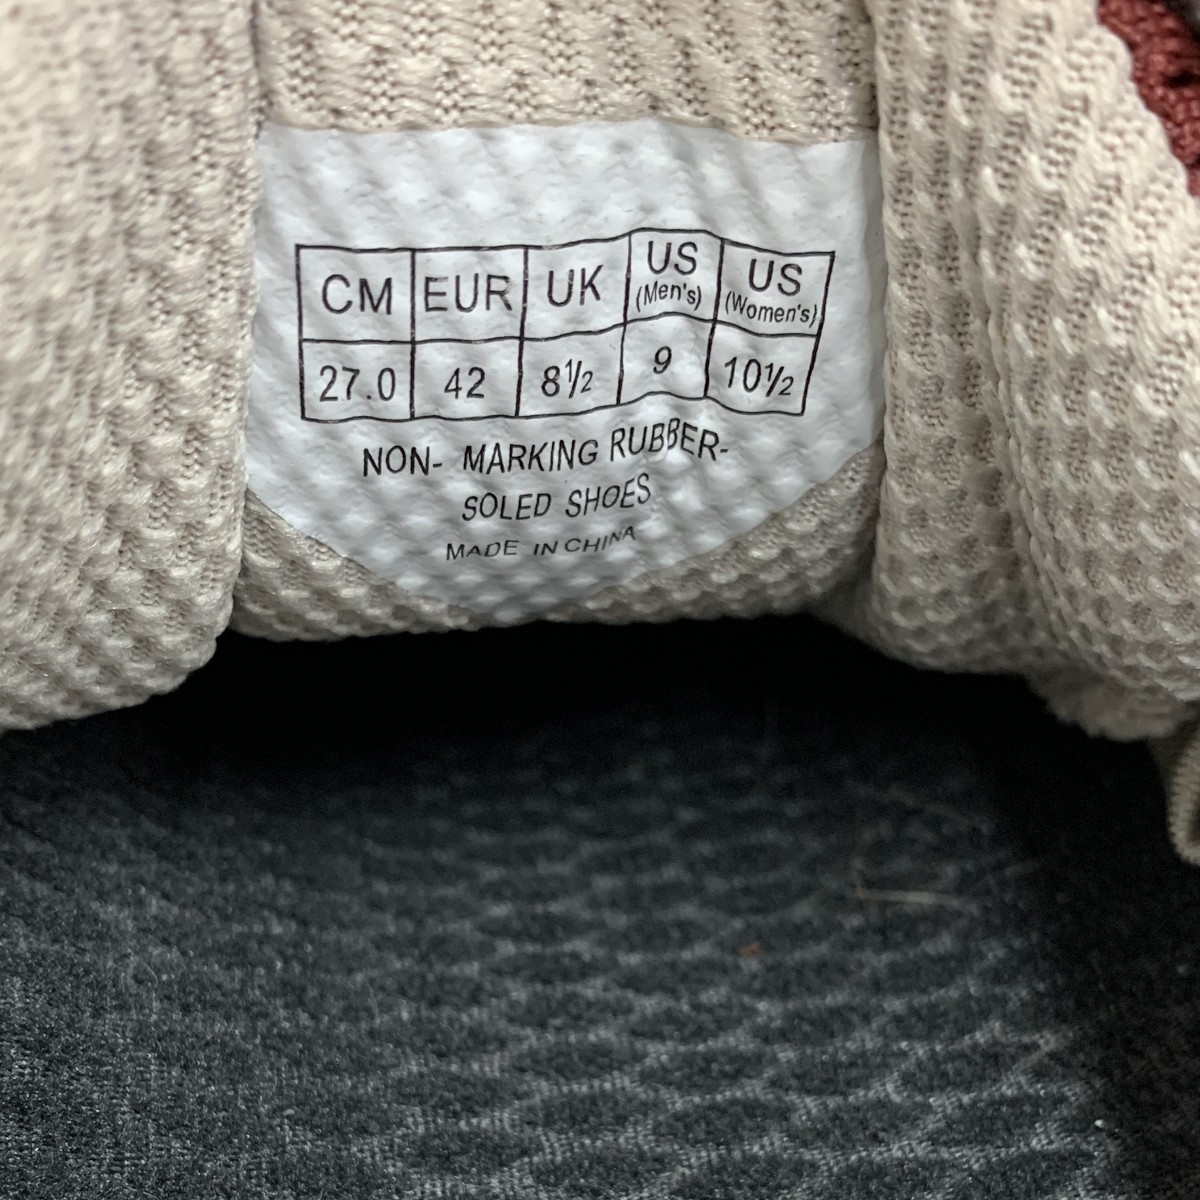 CM EUR UK US (Men's) US (Women's)
27.0 42 8½ 9 10½
NON- MARKING RUBBER-
SOLED SHOES
MADE IN CHINA